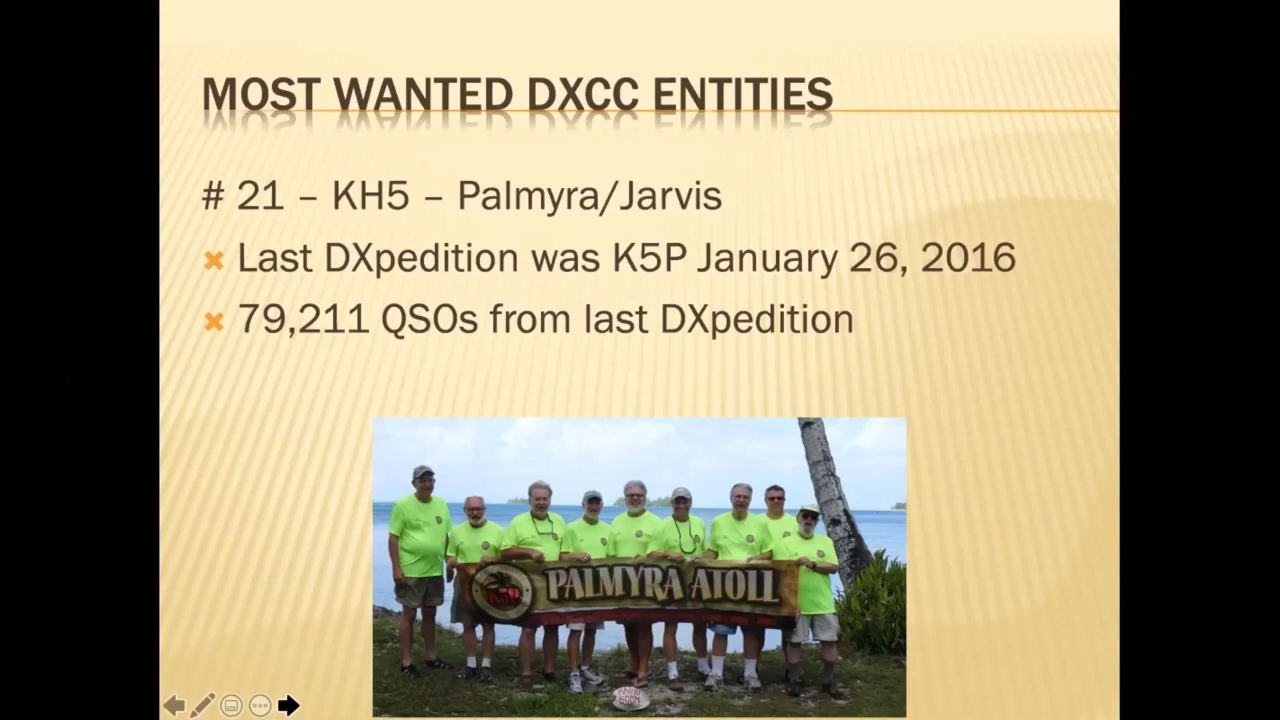 MOST WANTED DXCC ENTITIES
# 21 – KH5 – Palmyra/Jarvis
Last DXpedition was K5P January 26, 2016
79,211 QSOs from last DXpedition
K5P
PALMYRA ATOLL